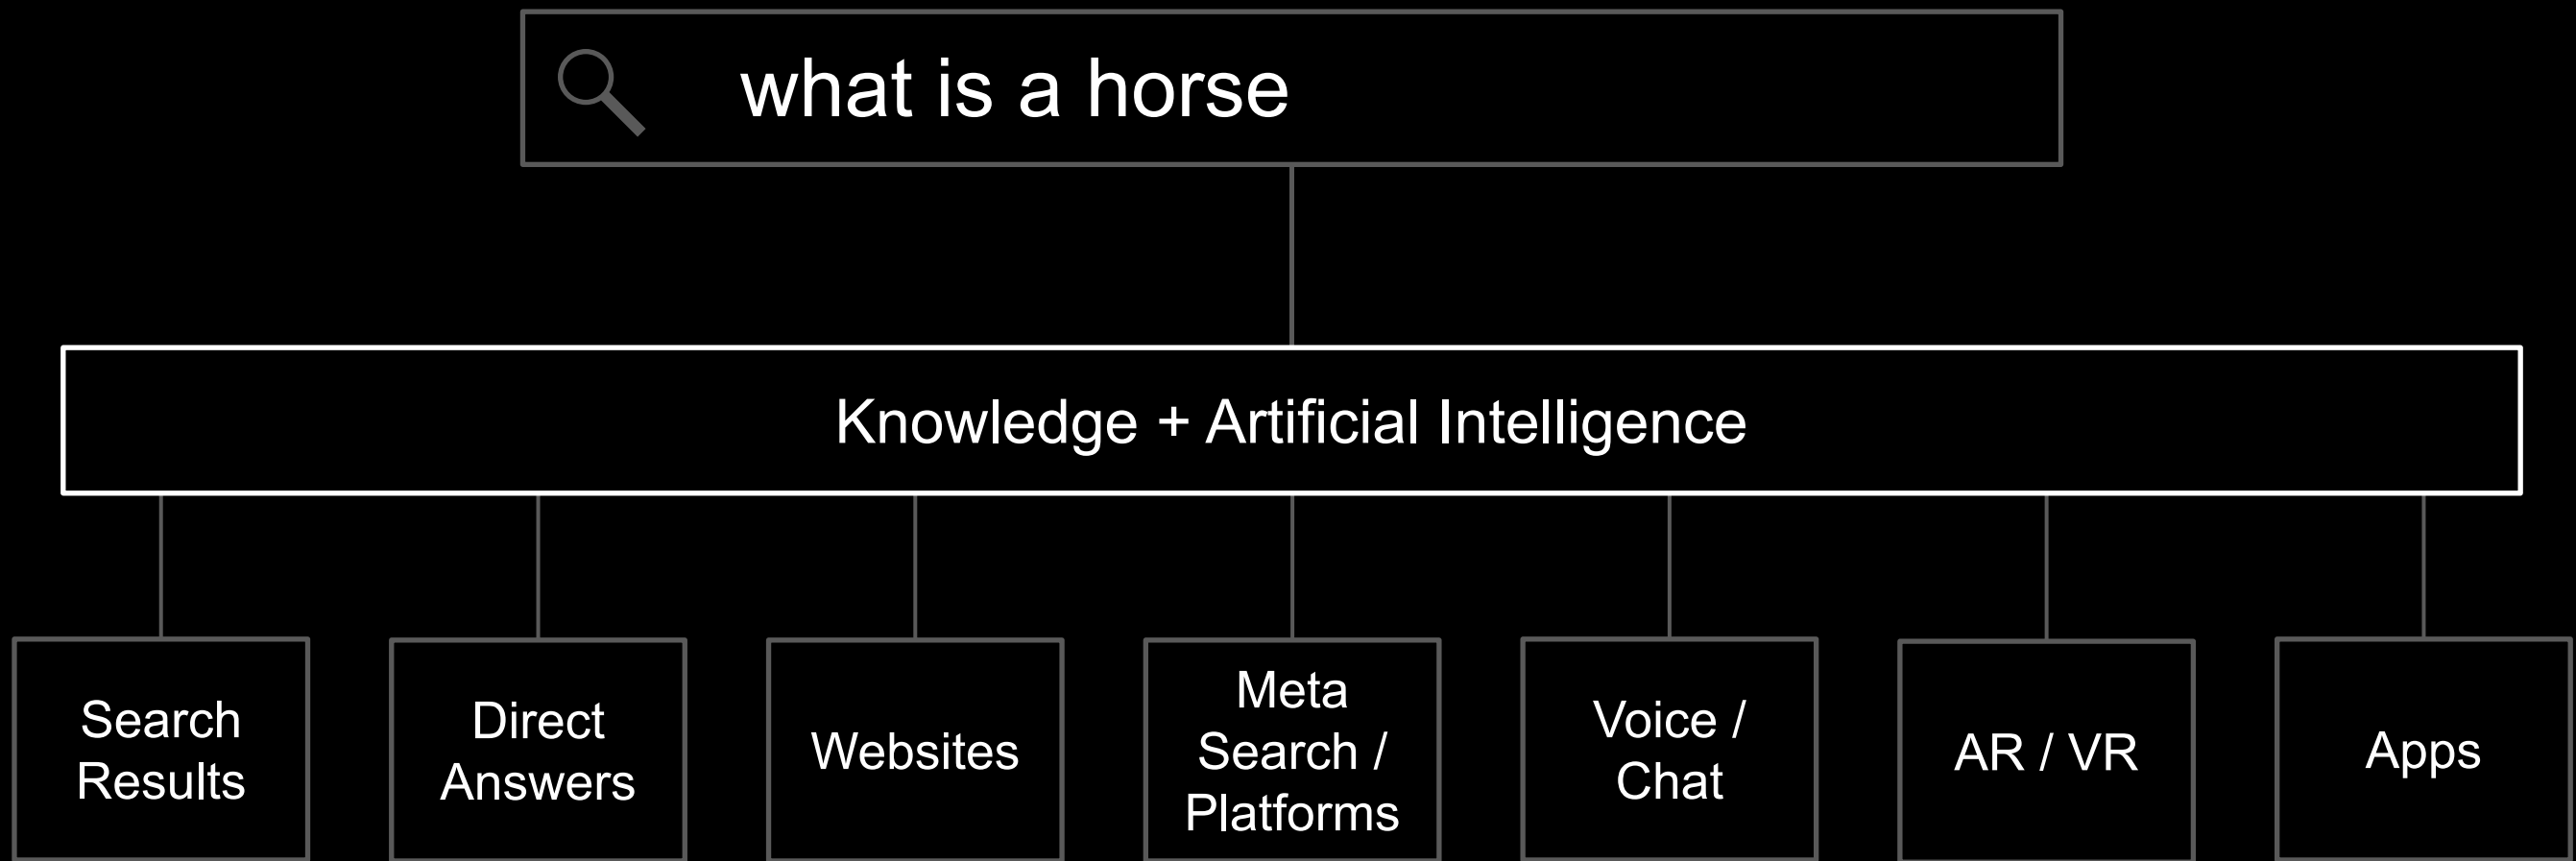 what is a horse
Knowledge + Artificial Intelligence
Search
Results
Direct
Answers
Websites
Meta
Search /
Platforms
Voice /
Chat
AR / VR
Apps